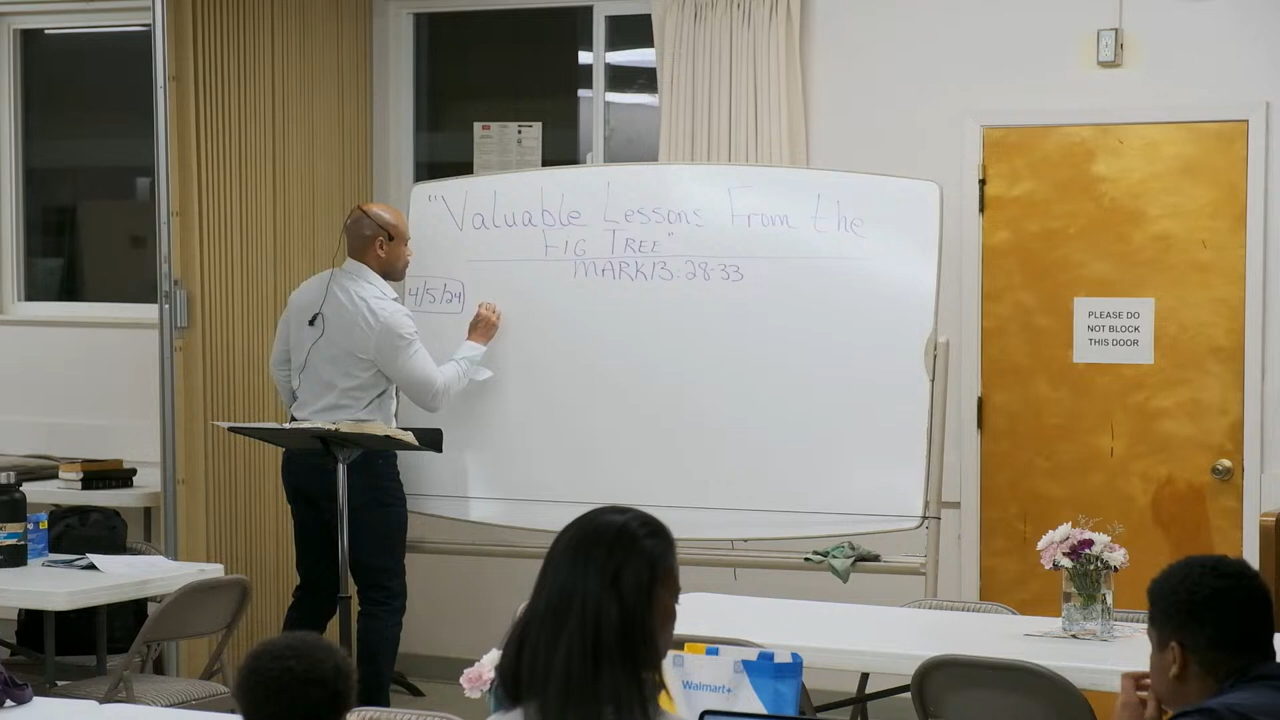 "Valuable Lessons From the
FIG TREE"
MARK 13:28-33
4/5/24
PLEASE DO
NOT BLOCK
THIS DOOR
Walmart+